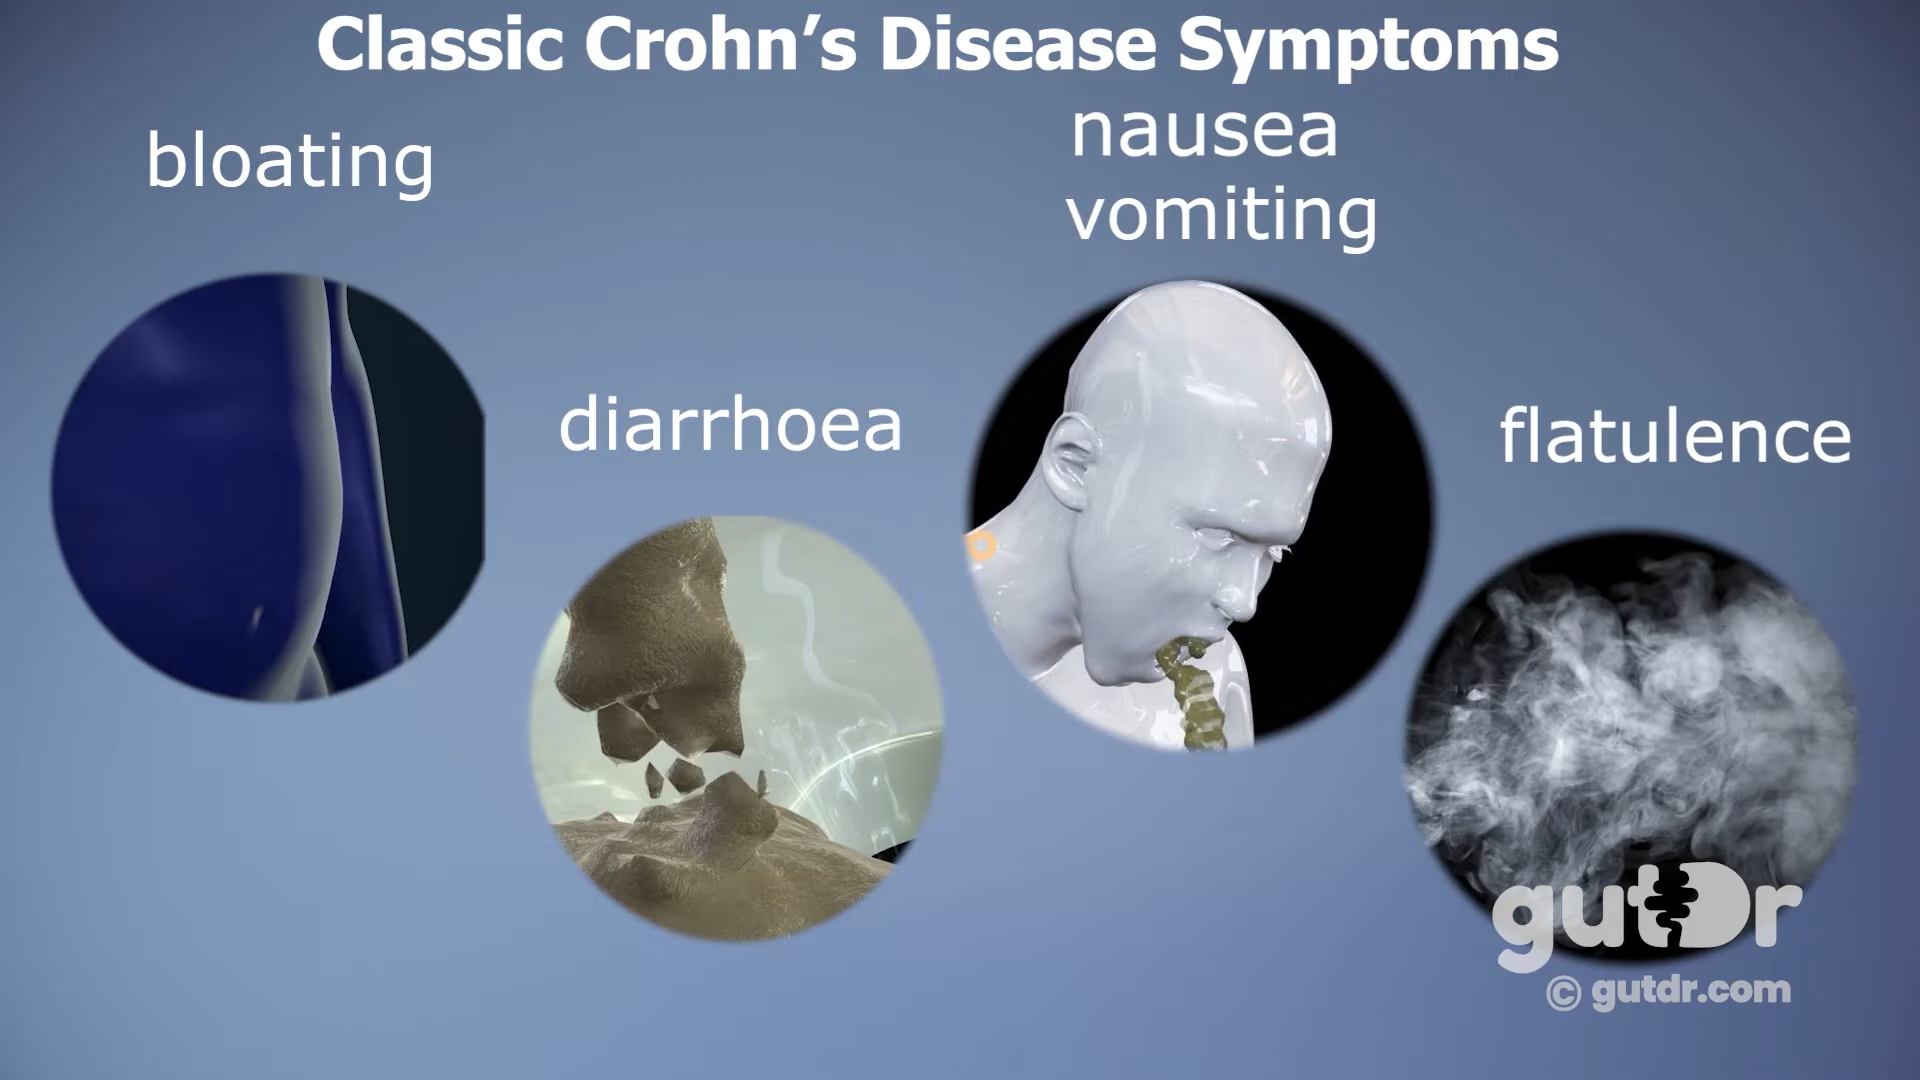 Classic Crohn’s Disease Symptoms
bloating
nausea
vomiting
diarrhoea
flatulence
gutDr
© gutdr.com